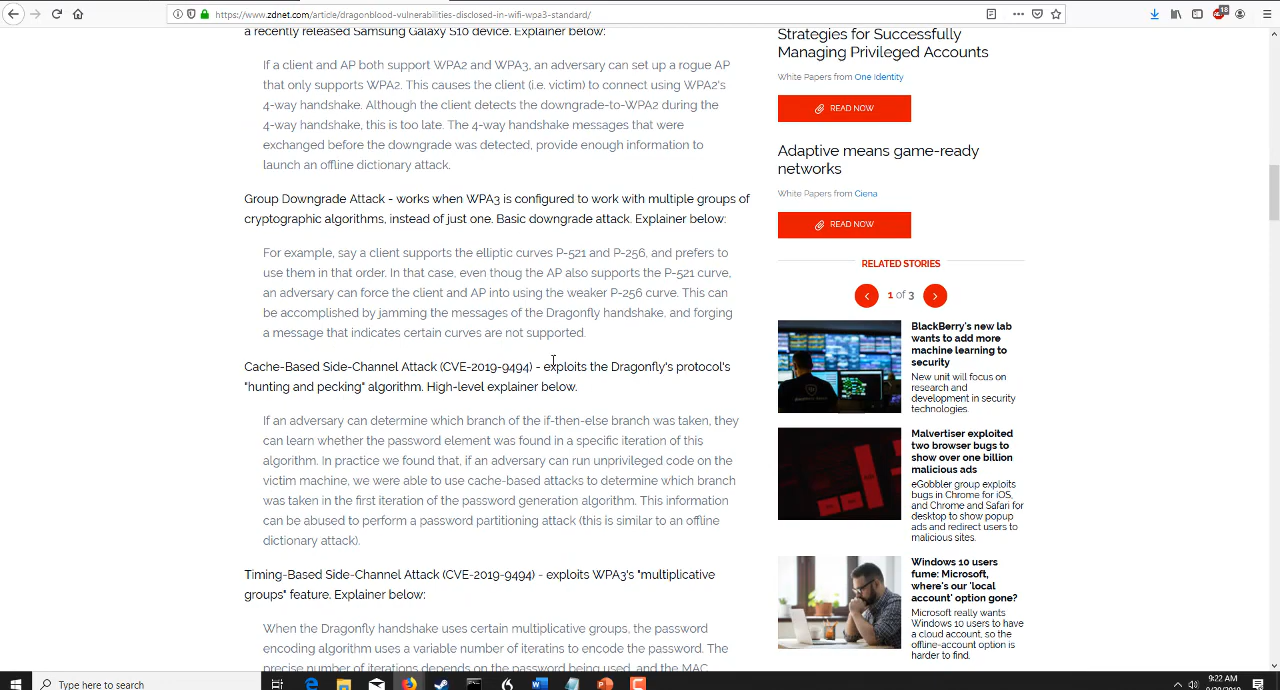 https://www.zdnet.com/article/dragonblood-vulnerabilities-disclosed-in-wifi-wpa3-standard/
18
a recently released Samsung Galaxy S10 device. Explainer below:
If a client and AP both support WPA2 and WPA3, an adversary can set up a rogue AP
that only supports WPA2. This causes the client (i.e. victim) to connect using WPA2's
4-way handshake. Although the client detects the downgrade-to-WPA2 during the
4-way handshake, this is too late. The 4-way handshake messages that were
exchanged before the downgrade was detected, provide enough information to
launch an offline dictionary attack.
Group Downgrade Attack - works when WPA3 is configured to work with multiple groups of
cryptographic algorithms, instead of just one. Basic downgrade attack. Explainer below:
For example, say a client supports the elliptic curves P-521 and P-256, and prefers to
use them in that order. In that case, even thoug the AP also supports the P-521 curve,
an adversary can force the client and AP into using the weaker P-256 curve. This can
be accomplished by jamming the messages of the Dragonfly handshake, and forging
a message that indicates certain curves are not supported.
Cache-Based Side-Channel Attack (CVE-2019-9494) - exploits the Dragonfly's protocol's
"hunting and pecking" algorithm. High-level explainer below.
If an adversary can determine which branch of the if-then-else branch was taken, they
can learn whether the password element was found in a specific iteration of this
algorithm. In practice we found that, if an adversary can run unprivileged code on the
victim machine, we were able to use cache-based attacks to determine which branch
was taken in the first iteration of the password generation algorithm. This information
can be abused to perform a password partitioning attack (this is similar to an offline
dictionary attack).
Timing-Based Side-Channel Attack (CVE-2019-9494) - exploits WPA3's "multiplicative
groups" feature. Explainer below:
When the Dragonfly handshake uses certain multiplicative groups, the password
encoding algorithm uses a variable number of iteratins to encode the password. The
precise number of iterations depends on the password being used, and the MAC
Strategies for Successfully
Managing Privileged Accounts
White Papers from One Identity
READ NOW
Adaptive means game-ready
networks
White Papers from Ciena
READ NOW
RELATED STORIES
1 of 3
BlackBerry's new lab
wants to add more
machine learning to
security
New unit will focus on
research and
development in security
technologies.
Malvertiser exploited
two browser bugs to
show over one billion
malicious ads
eGobbler group exploits
bugs in Chrome for iOS,
and Chrome and Safari for
desktop to show popup
ads and redirect users to
malicious sites.
Windows 10 users
fume: Microsoft,
where's our 'local
account' option gone?
Microsoft really wants
Windows 10 users to have
a cloud account, so the
offline-account option is
harder to find.
Type here to search
9:22 AM